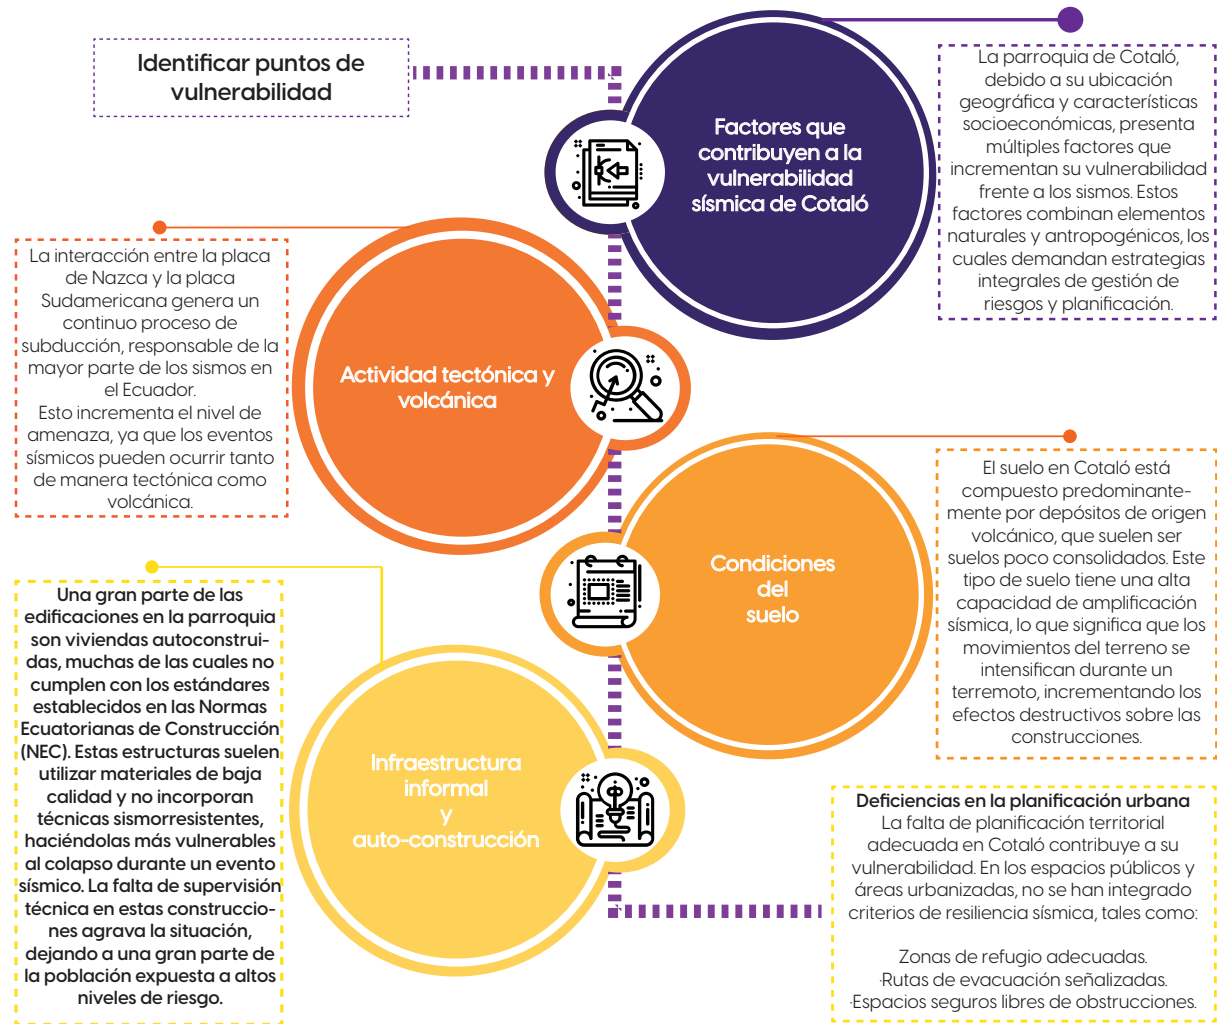 Identificar puntos de
vulnerabilidad
Factores que
contribuyen a la
vulnerabilidad
sísmica de Cotaló
La parroquia de Cotaló,
debido a su ubicación
geográfica y características
socioeconómicas, presenta
múltiples factores que
incrementan su vulnerabilidad
frente a los sismos. Estos
factores combinan elementos
naturales y antropogénicos, los
cuales demandan estrategias
integrales de gestión de
riesgos y planificación.
La interacción entre la placa
de Nazca y la placa
Sudamericana genera un
continuo proceso de
subducción, responsable de la
mayor parte de los sismos en
el Ecuador.
Esto incrementa el nivel de
amenaza, ya que los eventos
sísmicos pueden ocurrir tanto
de manera tectónica como
volcánica.
Actividad tectónica y
volcánica
Condiciones
del
suelo
El suelo en Cotaló está
compuesto predominante-
mente por depósitos de origen
volcánico, que suelen ser
suelos poco consolidados. Este
tipo de suelo tiene una alta
capacidad de amplificación
sísmica, lo que significa que los
movimientos del terreno se
intensifican durante un
terremoto, incrementando los
efectos destructivos sobre las
construcciones.
Una gran parte de las
edificaciones en la parroquia
son viviendas autoconstrui-
das, muchas de las cuales no
cumplen con los estándares
establecidos en las Normas
Ecuatorianas de Construcción
(NEC). Estas estructuras suelen
utilizar materiales de baja
calidad y no incorporan
técnicas sismorresistentes,
haciéndolas más vulnerables
al colapso durante un evento
sísmico. La falta de supervisión
técnica en estas construccio-
nes agrava la situación,
dejando a una gran parte de
la población expuesta a altos
niveles de riesgo.
Infraestructura
informal
y
auto-construcción
Deficiencias en la planificación urbana
La falta de planificación territorial
adecuada en Cotaló contribuye a su
vulnerabilidad. En los espacios públicos y
áreas urbanizadas, no se han integrado
criterios de resiliencia sísmica, tales como:
Zonas de refugio adecuadas.
·Rutas de evacuación señalizadas.
·Espacios seguros libres de obstrucciones.